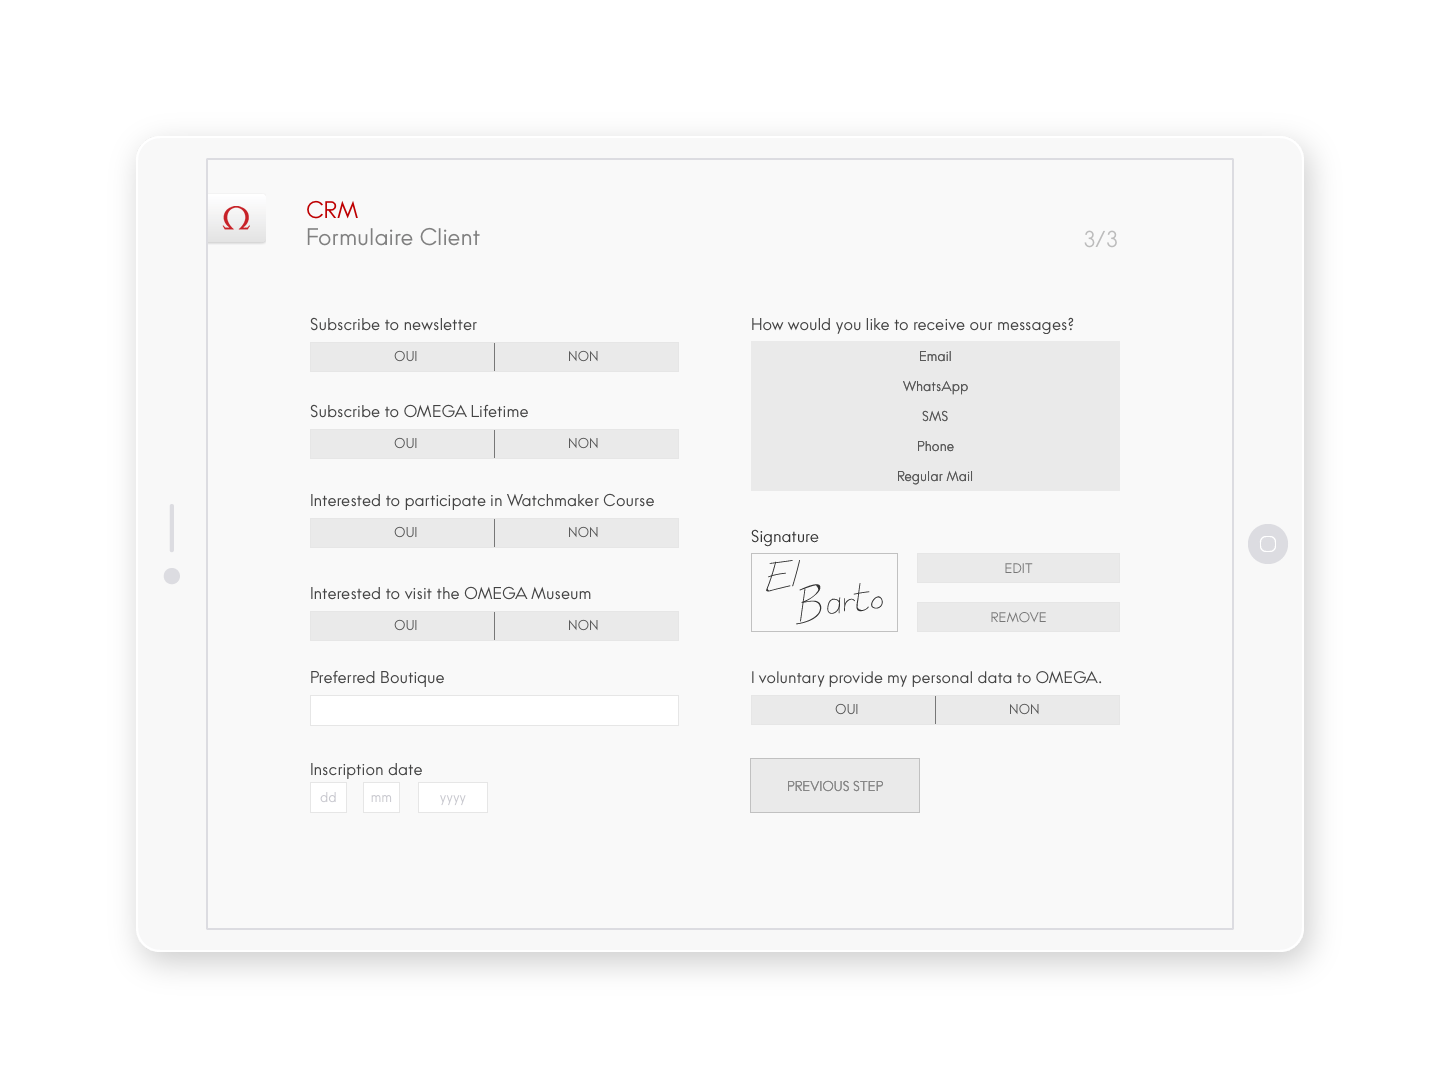 Ω
CRM
Formulaire Client
3/3
Subscribe to newsletter
OUI NON
Subscribe to OMEGA Lifetime
OUI NON
Interested to participate in Watchmaker Course
OUI NON
Interested to visit the OMEGA Museum
OUI NON
Preferred Boutique
Inscription date
dd mm yyyy
How would you like to receive our messages?
Email
WhatsApp
SMS
Phone
Regular Mail
Signature
El
Barto
EDIT
REMOVE
I voluntary provide my personal data to OMEGA.
OUI NON
PREVIOUS STEP